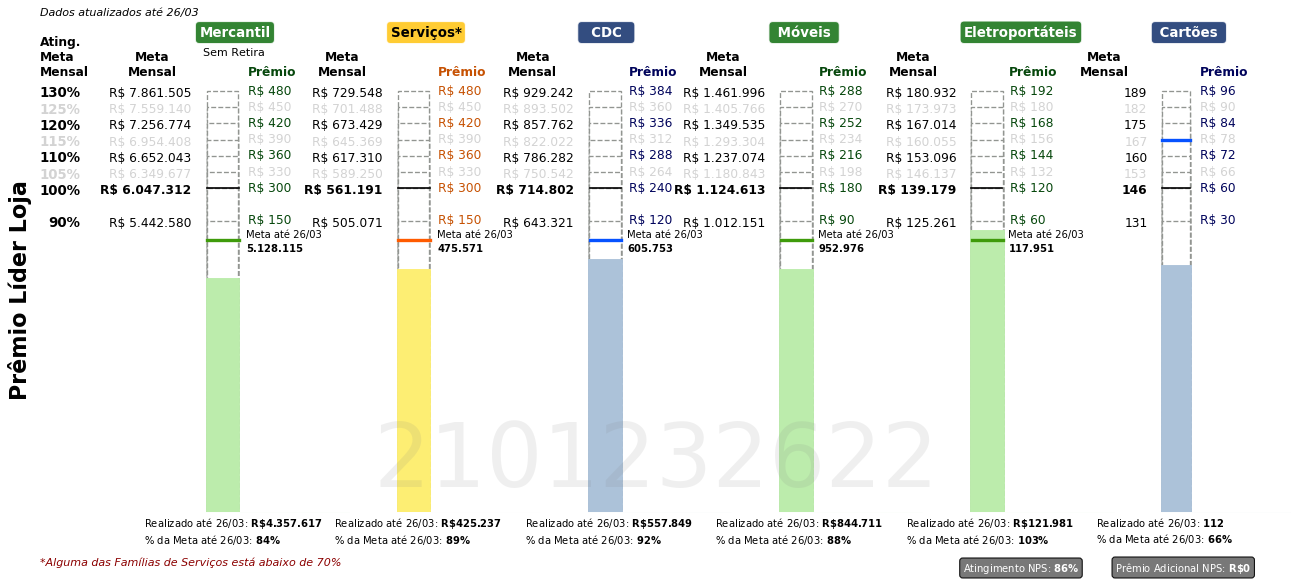 Dados atualizados até 26/03
Mercantil Serviços* CDC Móveis Eletroportáteis Cartões
Sem Retira
Ating. Meta Mensal
Meta Mensal Prêmio Meta Mensal Prêmio Meta Mensal Prêmio Meta Mensal Prêmio Meta Mensal Prêmio Meta Mensal Prêmio
130% R$ 7.861.505 R$ 480 R$ 729.548 R$ 480 R$ 929.242 R$ 384 R$ 1.461.996 R$ 288 R$ 180.932 R$ 192 189 R$ 96
125% R$ 7.559.140 R$ 450 R$ 701.488 R$ 450 R$ 893.502 R$ 360 R$ 1.405.766 R$ 270 R$ 173.973 R$ 180 182 R$ 90
120% R$ 7.256.774 R$ 420 R$ 673.429 R$ 420 R$ 857.762 R$ 336 R$ 1.349.535 R$ 252 R$ 167.014 R$ 168 175 R$ 84
115% R$ 6.954.408 R$ 390 R$ 645.369 R$ 390 R$ 822.022 R$ 312 R$ 1.293.304 R$ 234 R$ 160.055 R$ 156 167 R$ 78
110% R$ 6.652.043 R$ 360 R$ 617.310 R$ 360 R$ 786.282 R$ 288 R$ 1.237.074 R$ 216 R$ 153.096 R$ 144 160 R$ 72
105% R$ 6.349.677 R$ 330 R$ 589.250 R$ 330 R$ 750.542 R$ 264 R$ 1.180.843 R$ 198 R$ 146.137 R$ 132 153 R$ 66
100% R$ 6.047.312 R$ 300 R$ 561.191 R$ 300 R$ 714.802 R$ 240 R$ 1.124.613 R$ 180 R$ 139.179 R$ 120 146 R$ 60
90% R$ 5.442.580 R$ 150 R$ 505.071 R$ 150 R$ 643.321 R$ 120 R$ 1.012.151 R$ 90 R$ 125.261 R$ 60 131 R$ 30
Meta até 26/03 Meta até 26/03 Meta até 26/03 Meta até 26/03 Meta até 26/03
5.128.115 475.571 605.753 952.976 117.951
Prêmio Líder Loja
2101232622
Realizado até 26/03: R$4.357.617 Realizado até 26/03: R$425.237 Realizado até 26/03: R$557.849 Realizado até 26/03: R$844.711 Realizado até 26/03: R$121.981 Realizado até 26/03: 112
% da Meta até 26/03: 84% % da Meta até 26/03: 89% % da Meta até 26/03: 92% % da Meta até 26/03: 88% % da Meta até 26/03: 103% % da Meta até 26/03: 66%
*Alguma das Famílias de Serviços está abaixo de 70%
Atingimento NPS: 86% Prêmio Adicional NPS: R$0